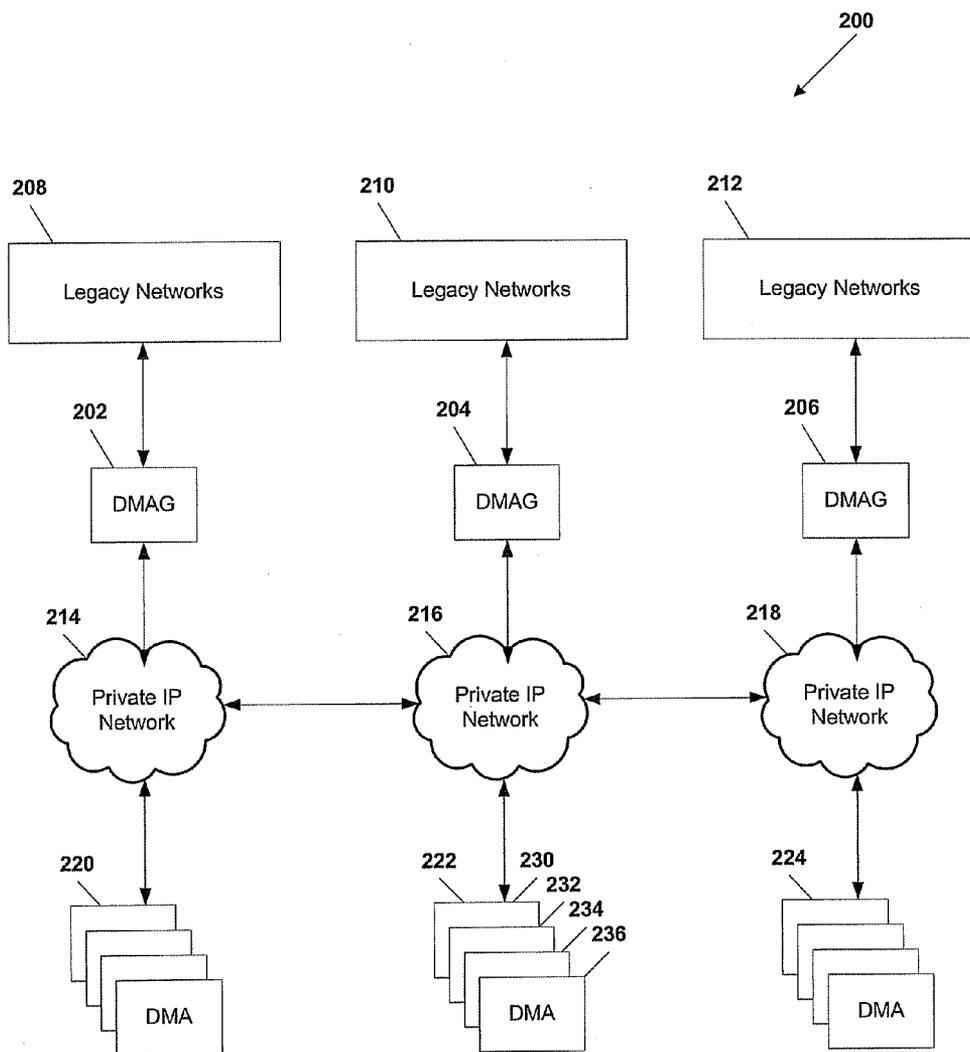 200
208
210
212
Legacy Networks
Legacy Networks
Legacy Networks
202
204
206
DMAG
DMAG
DMAG
214
216
218
Private IP
Network
Private IP
Network
Private IP
Network
220
222
230
224
232
234
236
DMA
DMA
DMA